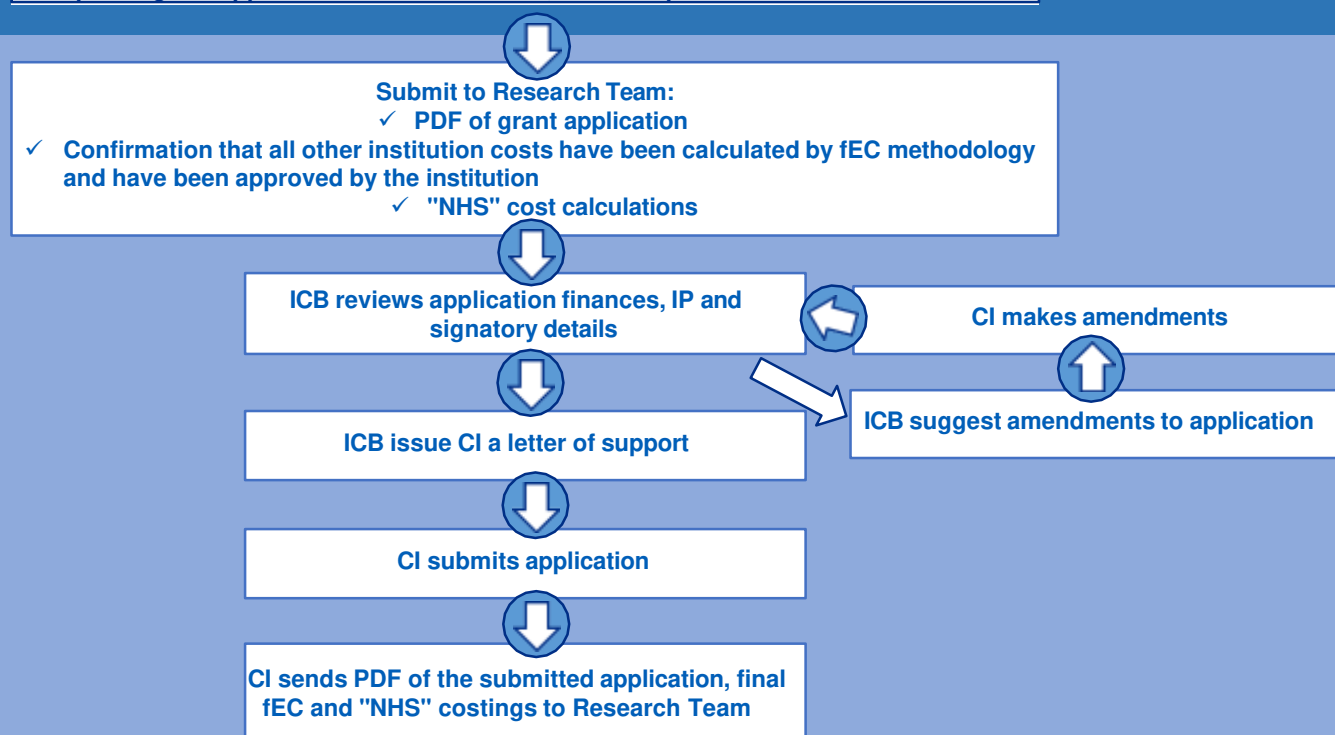 Submit to Research Team:
✓ PDF of grant application
✓ Confirmation that all other institution costs have been calculated by fEC methodology
and have been approved by the institution
✓ "NHS" cost calculations
ICB reviews application finances, IP and
signatory details
CI makes amendments
ICB suggest amendments to application
ICB issue CI a letter of support
CI submits application
CI sends PDF of the submitted application, final
fEC and "NHS" costings to Research Team